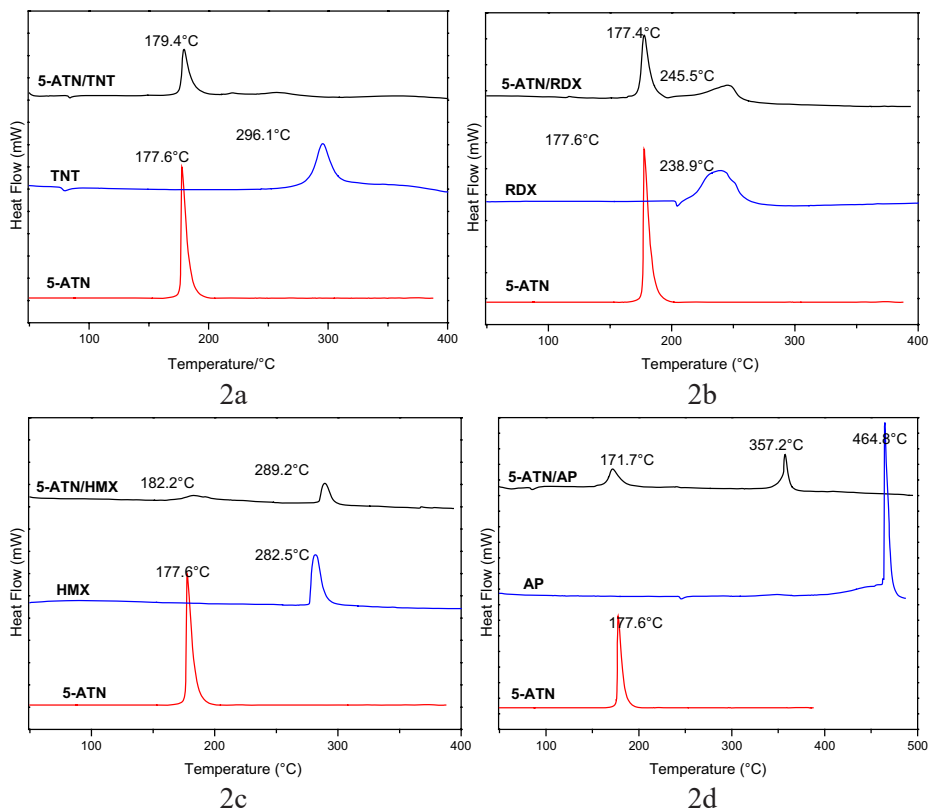 179.4°C
5-ATN/TNT
296.1°C
177.6°C
TNT
5-ATN
Heat Flow (mW)
100 200 300 400
Temperature/°C
2a
177.4°C
245.5°C
5-ATN/RDX
177.6°C
238.9°C
RDX
5-ATN
Heat Flow (mW)
100 200 300 400
Temperature (°C)
2b
289.2°C
182.2°C
5-ATN/HMX
282.5°C
177.6°C
HMX
5-ATN
Heat Flow (mW)
100 200 300 400
Temperature (°C)
2c
464.8°C
357.2°C
171.7°C
5-ATN/AP
AP
177.6°C
5-ATN
Heat Flow (mW)
100 200 300 400 500
Temperature (°C)
2d